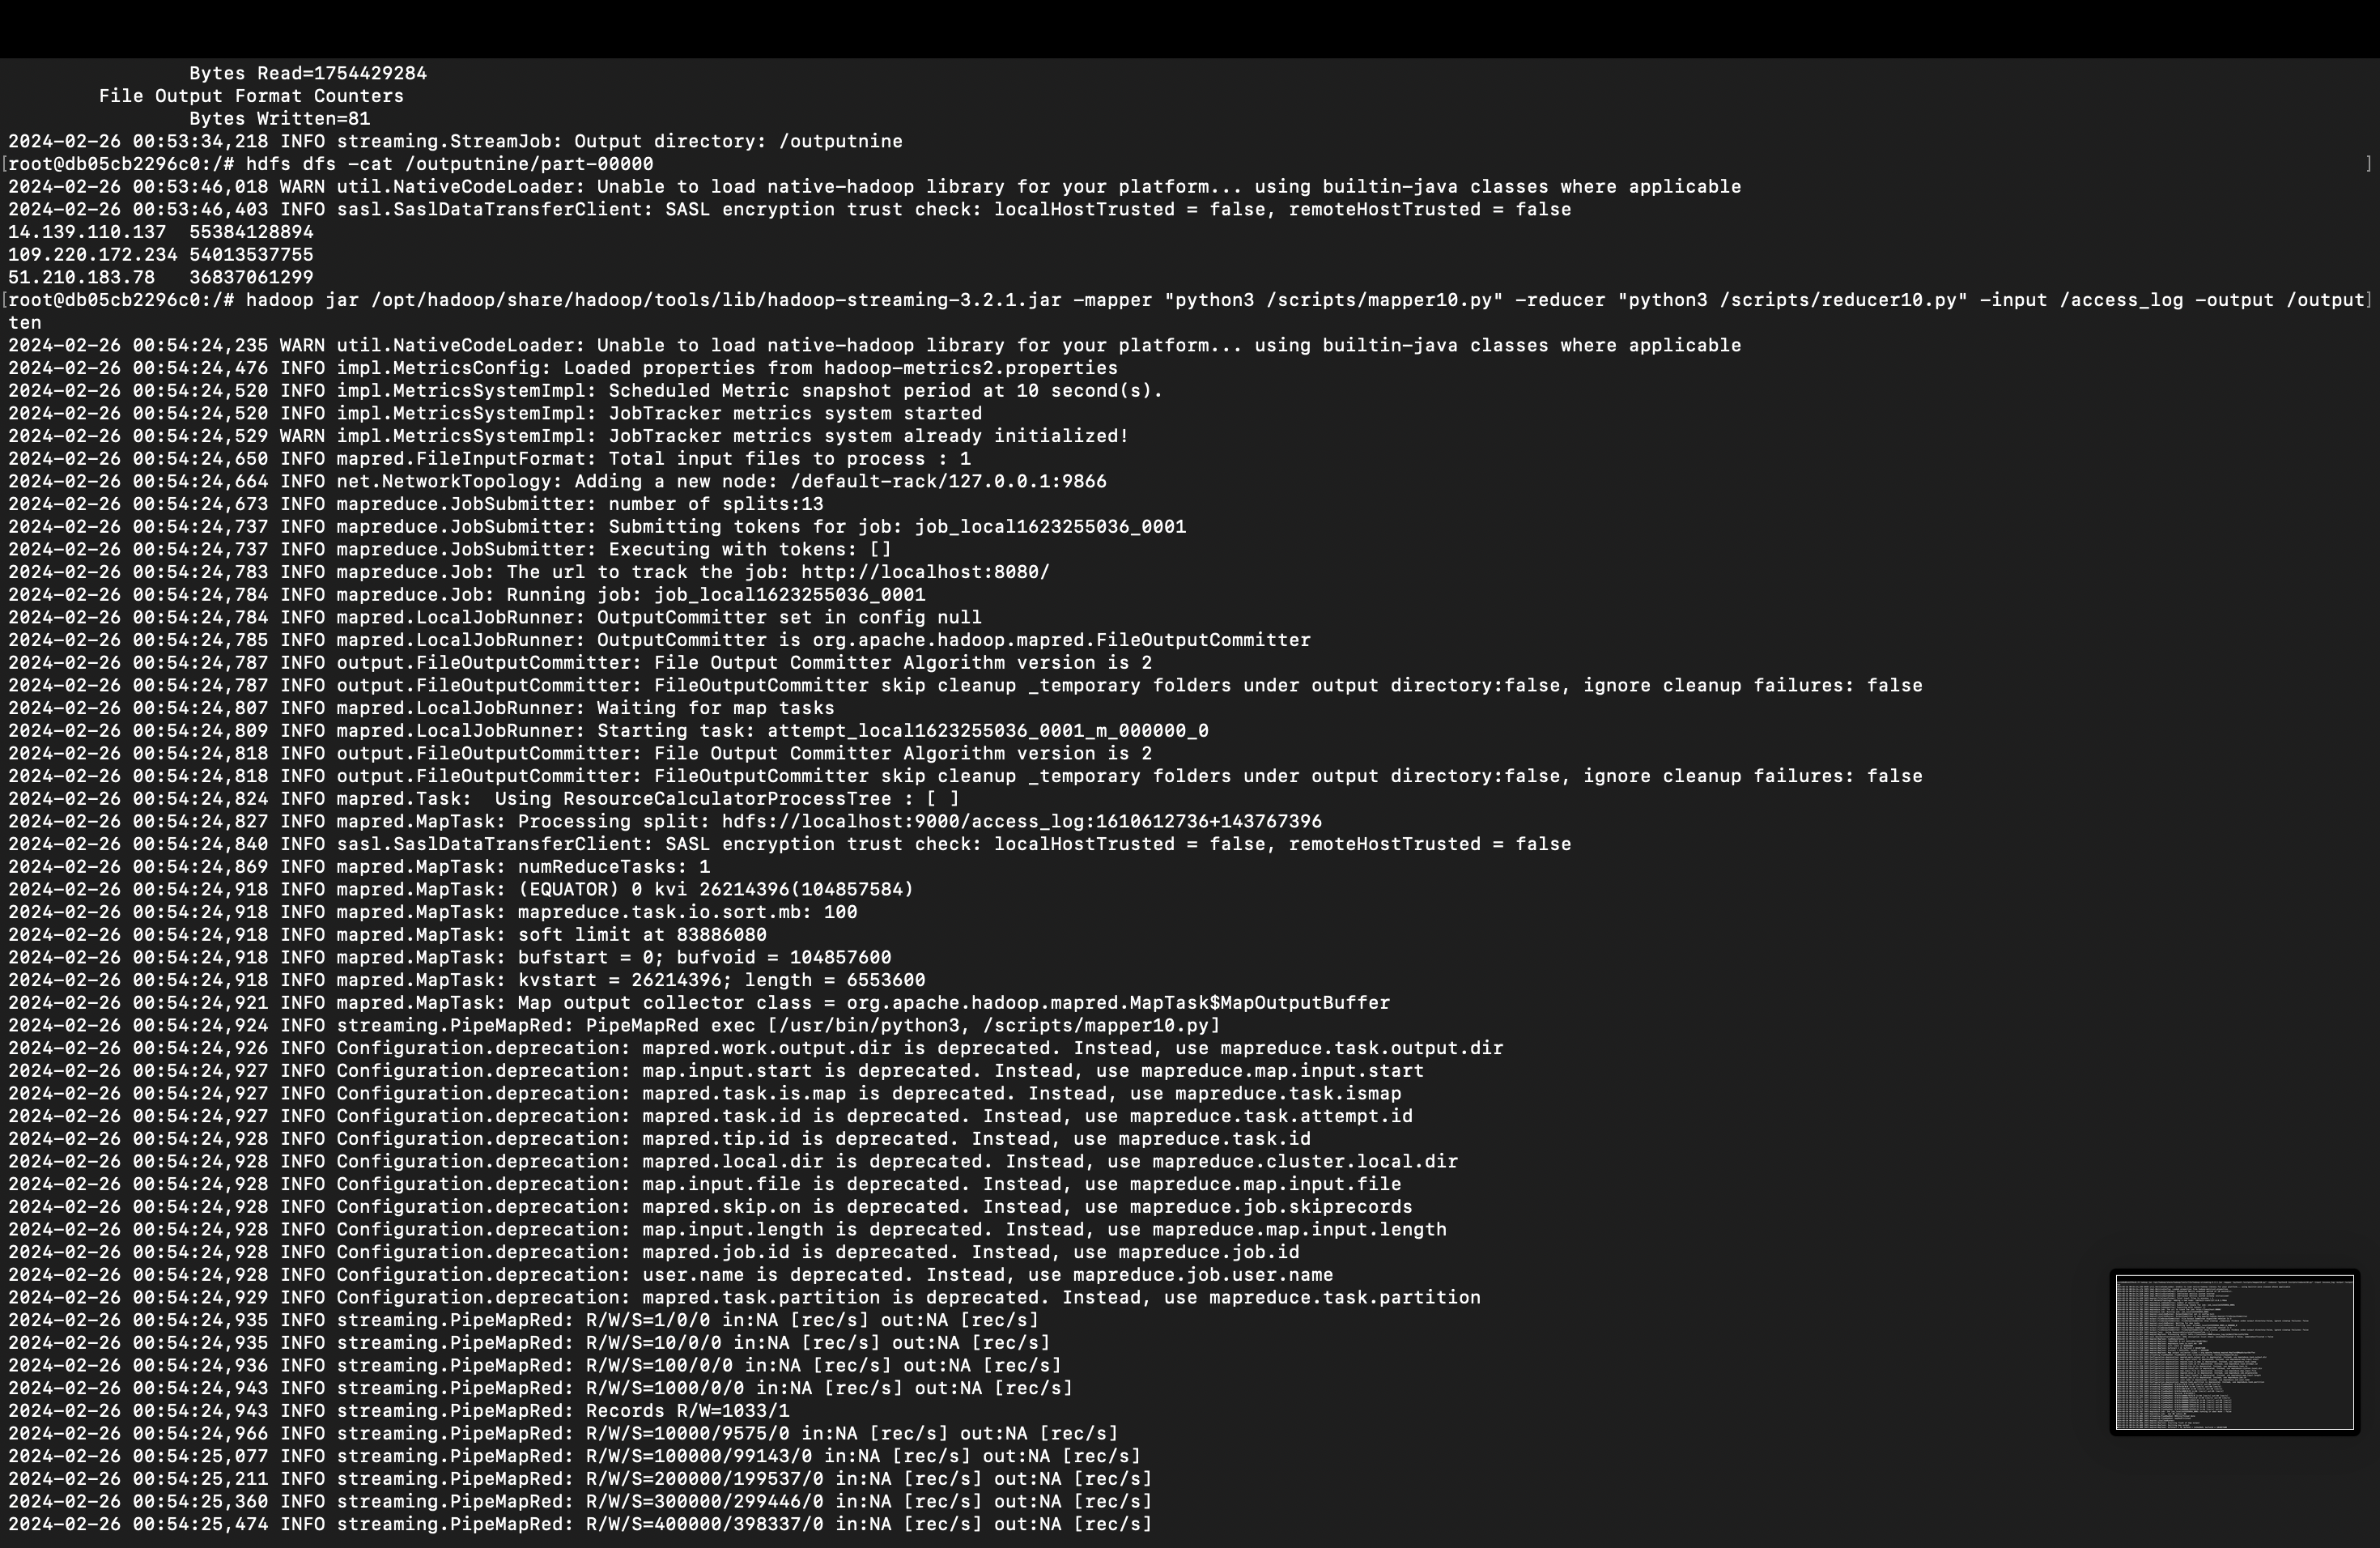 Bytes Read=1754429284
File Output Format Counters
Bytes Written=81
2024-02-26 00:53:34,218 INFO streaming.StreamJob: Output directory: /outputnine
[root@db05cb2296c0:/# hdfs dfs -cat /outputnine/part-00000 ]
2024-02-26 00:53:46,018 WARN util.NativeCodeLoader: Unable to load native-hadoop library for your platform... using builtin-java classes where applicable
2024-02-26 00:53:46,403 INFO sasl.SaslDataTransferClient: SASL encryption trust check: localHostTrusted = false, remoteHostTrusted = false
14.139.110.137  55384128894
109.220.172.234 54013537755
51.210.183.78   36837061299
[root@db05cb2296c0:/# hadoop jar /opt/hadoop/share/hadoop/tools/lib/hadoop-streaming-3.2.1.jar -mapper "python3 /scripts/mapper10.py" -reducer "python3 /scripts/reducer10.py" -input /access_log -output /output]
ten
2024-02-26 00:54:24,235 WARN util.NativeCodeLoader: Unable to load native-hadoop library for your platform... using builtin-java classes where applicable
2024-02-26 00:54:24,476 INFO impl.MetricsConfig: Loaded properties from hadoop-metrics2.properties
2024-02-26 00:54:24,520 INFO impl.MetricsSystemImpl: Scheduled Metric snapshot period at 10 second(s).
2024-02-26 00:54:24,520 INFO impl.MetricsSystemImpl: JobTracker metrics system started
2024-02-26 00:54:24,529 WARN impl.MetricsSystemImpl: JobTracker metrics system already initialized!
2024-02-26 00:54:24,650 INFO mapred.FileInputFormat: Total input files to process : 1
2024-02-26 00:54:24,664 INFO net.NetworkTopology: Adding a new node: /default-rack/127.0.0.1:9866
2024-02-26 00:54:24,673 INFO mapreduce.JobSubmitter: number of splits:13
2024-02-26 00:54:24,737 INFO mapreduce.JobSubmitter: Submitting tokens for job: job_local1623255036_0001
2024-02-26 00:54:24,737 INFO mapreduce.JobSubmitter: Executing with tokens: []
2024-02-26 00:54:24,783 INFO mapreduce.Job: The url to track the job: http://localhost:8080/
2024-02-26 00:54:24,784 INFO mapreduce.Job: Running job: job_local1623255036_0001
2024-02-26 00:54:24,784 INFO mapred.LocalJobRunner: OutputCommitter set in config null
2024-02-26 00:54:24,785 INFO mapred.LocalJobRunner: OutputCommitter is org.apache.hadoop.mapred.FileOutputCommitter
2024-02-26 00:54:24,787 INFO output.FileOutputCommitter: File Output Committer Algorithm version is 2
2024-02-26 00:54:24,787 INFO output.FileOutputCommitter: FileOutputCommitter skip cleanup _temporary folders under output directory:false, ignore cleanup failures: false
2024-02-26 00:54:24,807 INFO mapred.LocalJobRunner: Waiting for map tasks
2024-02-26 00:54:24,809 INFO mapred.LocalJobRunner: Starting task: attempt_local1623255036_0001_m_000000_0
2024-02-26 00:54:24,818 INFO output.FileOutputCommitter: File Output Committer Algorithm version is 2
2024-02-26 00:54:24,818 INFO output.FileOutputCommitter: FileOutputCommitter skip cleanup _temporary folders under output directory:false, ignore cleanup failures: false
2024-02-26 00:54:24,824 INFO mapred.Task:  Using ResourceCalculatorProcessTree : [ ]
2024-02-26 00:54:24,827 INFO mapred.MapTask: Processing split: hdfs://localhost:9000/access_log:1610612736+143767396
2024-02-26 00:54:24,840 INFO sasl.SaslDataTransferClient: SASL encryption trust check: localHostTrusted = false, remoteHostTrusted = false
2024-02-26 00:54:24,869 INFO mapred.MapTask: numReduceTasks: 1
2024-02-26 00:54:24,918 INFO mapred.MapTask: (EQUATOR) 0 kvi 26214396(104857584)
2024-02-26 00:54:24,918 INFO mapred.MapTask: mapreduce.task.io.sort.mb: 100
2024-02-26 00:54:24,918 INFO mapred.MapTask: soft limit at 83886080
2024-02-26 00:54:24,918 INFO mapred.MapTask: bufstart = 0; bufvoid = 104857600
2024-02-26 00:54:24,918 INFO mapred.MapTask: kvstart = 26214396; length = 6553600
2024-02-26 00:54:24,921 INFO mapred.MapTask: Map output collector class = org.apache.hadoop.mapred.MapTask$MapOutputBuffer
2024-02-26 00:54:24,924 INFO streaming.PipeMapRed: PipeMapRed exec [/usr/bin/python3, /scripts/mapper10.py]
2024-02-26 00:54:24,926 INFO Configuration.deprecation: mapred.work.output.dir is deprecated. Instead, use mapreduce.task.output.dir
2024-02-26 00:54:24,927 INFO Configuration.deprecation: map.input.start is deprecated. Instead, use mapreduce.map.input.start
2024-02-26 00:54:24,927 INFO Configuration.deprecation: mapred.task.is.map is deprecated. Instead, use mapreduce.task.ismap
2024-02-26 00:54:24,927 INFO Configuration.deprecation: mapred.task.id is deprecated. Instead, use mapreduce.task.attempt.id
2024-02-26 00:54:24,928 INFO Configuration.deprecation: mapred.tip.id is deprecated. Instead, use mapreduce.task.id
2024-02-26 00:54:24,928 INFO Configuration.deprecation: mapred.local.dir is deprecated. Instead, use mapreduce.cluster.local.dir
2024-02-26 00:54:24,928 INFO Configuration.deprecation: map.input.file is deprecated. Instead, use mapreduce.map.input.file
2024-02-26 00:54:24,928 INFO Configuration.deprecation: mapred.skip.on is deprecated. Instead, use mapreduce.job.skiprecords
2024-02-26 00:54:24,928 INFO Configuration.deprecation: map.input.length is deprecated. Instead, use mapreduce.map.input.length
2024-02-26 00:54:24,928 INFO Configuration.deprecation: mapred.job.id is deprecated. Instead, use mapreduce.job.id
2024-02-26 00:54:24,928 INFO Configuration.deprecation: user.name is deprecated. Instead, use mapreduce.job.user.name
2024-02-26 00:54:24,929 INFO Configuration.deprecation: mapred.task.partition is deprecated. Instead, use mapreduce.task.partition
2024-02-26 00:54:24,935 INFO streaming.PipeMapRed: R/W/S=1/0/0 in:NA [rec/s] out:NA [rec/s]
2024-02-26 00:54:24,935 INFO streaming.PipeMapRed: R/W/S=10/0/0 in:NA [rec/s] out:NA [rec/s]
2024-02-26 00:54:24,936 INFO streaming.PipeMapRed: R/W/S=100/0/0 in:NA [rec/s] out:NA [rec/s]
2024-02-26 00:54:24,943 INFO streaming.PipeMapRed: R/W/S=1000/0/0 in:NA [rec/s] out:NA [rec/s]
2024-02-26 00:54:24,943 INFO streaming.PipeMapRed: Records R/W=1033/1
2024-02-26 00:54:24,966 INFO streaming.PipeMapRed: R/W/S=10000/9575/0 in:NA [rec/s] out:NA [rec/s]
2024-02-26 00:54:25,077 INFO streaming.PipeMapRed: R/W/S=100000/99143/0 in:NA [rec/s] out:NA [rec/s]
2024-02-26 00:54:25,211 INFO streaming.PipeMapRed: R/W/S=200000/199537/0 in:NA [rec/s] out:NA [rec/s]
2024-02-26 00:54:25,360 INFO streaming.PipeMapRed: R/W/S=300000/299446/0 in:NA [rec/s] out:NA [rec/s]
2024-02-26 00:54:25,474 INFO streaming.PipeMapRed: R/W/S=400000/398337/0 in:NA [rec/s] out:NA [rec/s]